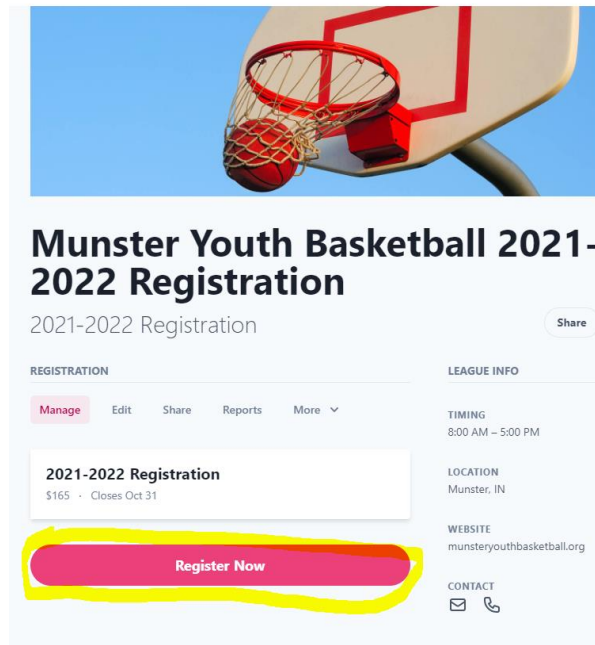 Munster Youth Basketball 2021-
2022 Registration
2021-2022 Registration
Share
REGISTRATION
Manage Edit Share Reports More
2021-2022 Registration
$165 · Closes Oct 31
Register Now
LEAGUE INFO
TIMING
8:00 AM – 5:00 PM
LOCATION
Munster, IN
WEBSITE
munsteryouthbasketball.org
CONTACT